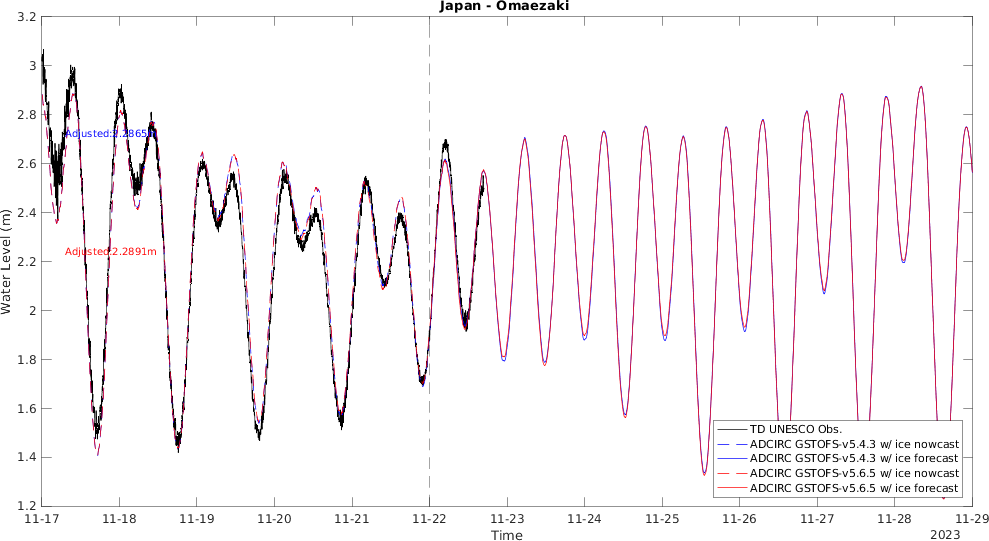 Japan - Omaezaki
3.2
3
2.8
2.6
2.4
2.2
2
1.8
1.6
1.4
1.2
Water Level (m)
Adjusted:2.2865m
Adjusted:2.2891m
TD UNESCO Obs.
ADCIRC GSTOFS-v5.4.3 w/ ice nowcast
ADCIRC GSTOFS-v5.4.3 w/ ice forecast
ADCIRC GSTOFS-v5.6.5 w/ ice nowcast
ADCIRC GSTOFS-v5.6.5 w/ ice forecast
11-17 11-18 11-19 11-20 11-21 11-22 11-23 11-24 11-25 11-26 11-27 11-28 11-29
Time
2023